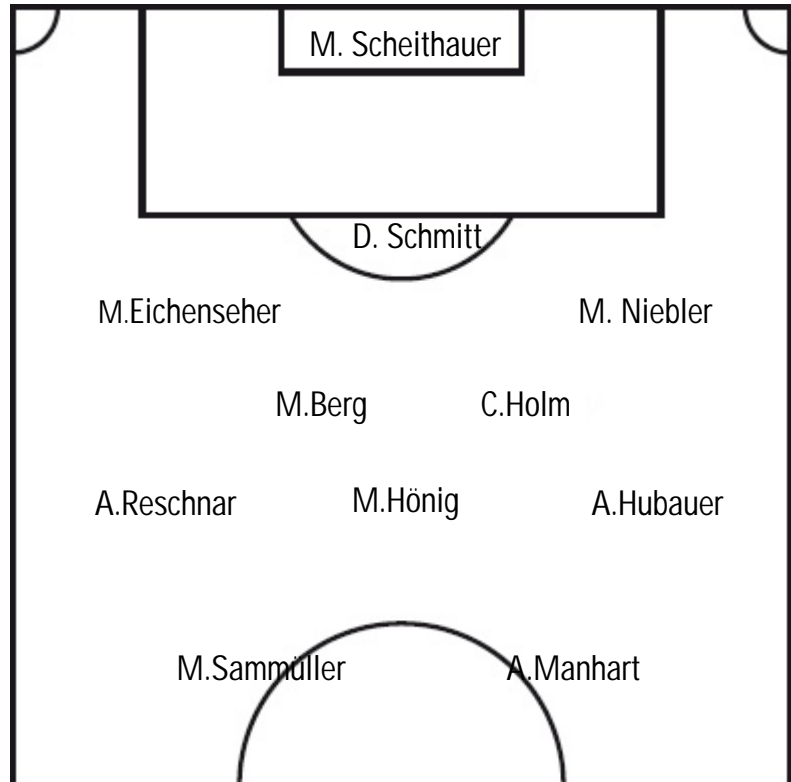 M. Scheithauer
D. Schmitt
M.Eichenseher
M. Niebler
M.Berg
C.Holm
A.Reschnar
M.Hönig
A.Hubauer
M.Sammüller
A.Manhart